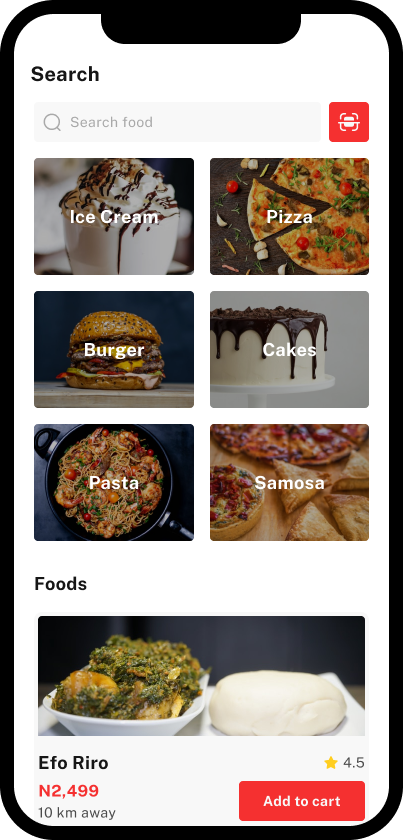 Search
Search food
Ice Cream
Pizza
Burger
Cakes
Pasta
Samosa
Foods
Efo Riro
4.5
N2,499
10 km away
Add to cart